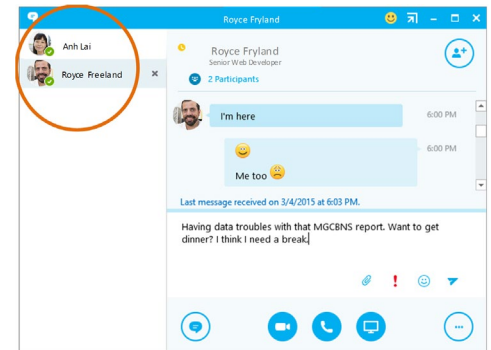 Royce Fryland
Anh Lai
Royce Freeland
Royce Fryland
Senior Web Developer
2 Participants
I'm here
6:00 PM
6:00 PM
Me too
Last message received on 3/4/2015 at 6:03 PM.
Having data troubles with that MGCBNS report. Want to get
dinner? I think I need a break.